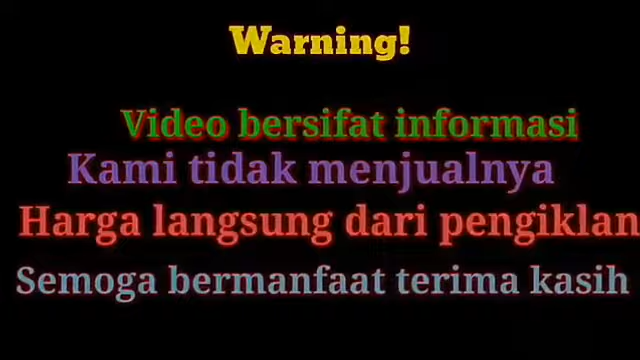 Warning!
Video bersifat informasi
Kami tidak menjualnya
Harga langsung dari pengiklan
Semoga bermanfaat terima kasih